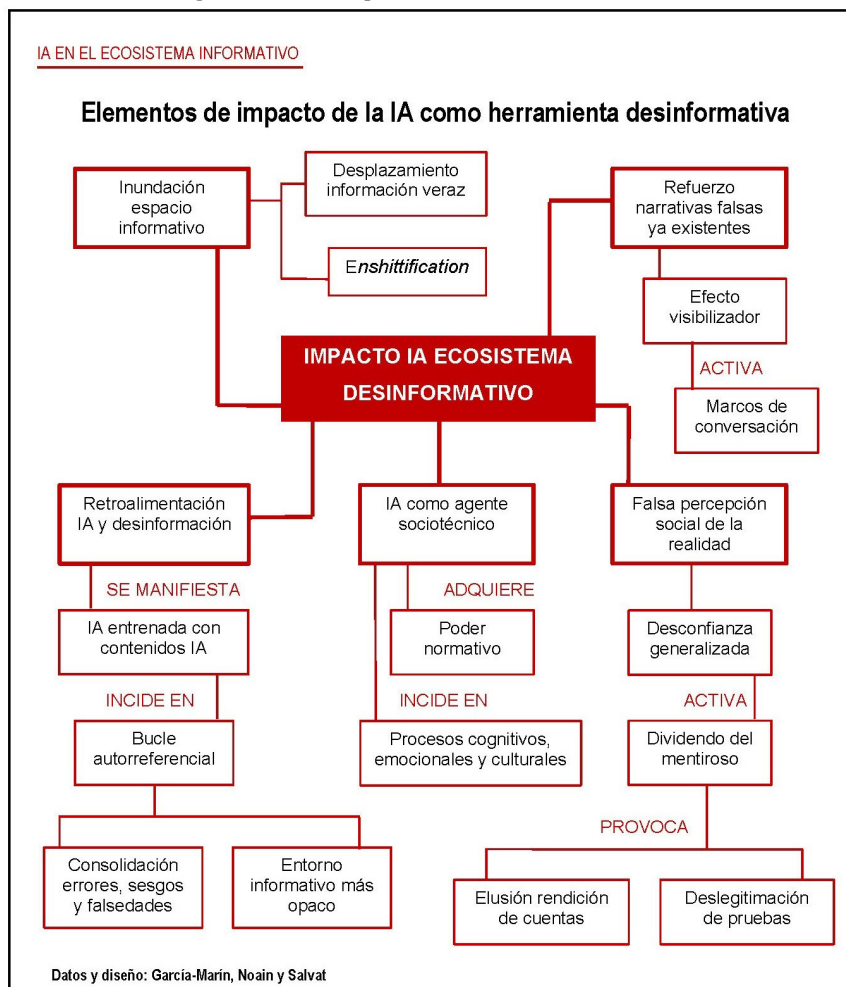 IA EN EL ECOSISTEMA INFORMATIVO
Elementos de impacto de la IA como herramienta desinformativa
Inundación
espacio
informativo
Desplazamiento
información veraz
Enshittification
Refuerzo
narrativas falsas
ya existentes
Efecto
visibilizador
ACTIVA
Marcos de
conversación
IMPACTO IA ECOSISTEMA
DESINFORMATIVO
Retroalimentación
IA y desinformación
SE MANIFIESTA
IA entrenada con
contenidos IA
INCIDE EN
Bucle
autorreferencial
Consolidación
errores, sesgos
y falsedades
Entorno
informativo más
opaco
IA como agente
sociotécnico
ADQUIERE
Poder
normativo
INCIDE EN
Procesos cognitivos,
emocionales y culturales
Falsa percepción
social de la
realidad
Desconfianza
generalizada
ACTIVA
Dividendo del
mentiroso
PROVOCA
Elusión rendición
de cuentas
Deslegitimación
de pruebas
Datos y diseño: García-Marín, Noain y Salvat